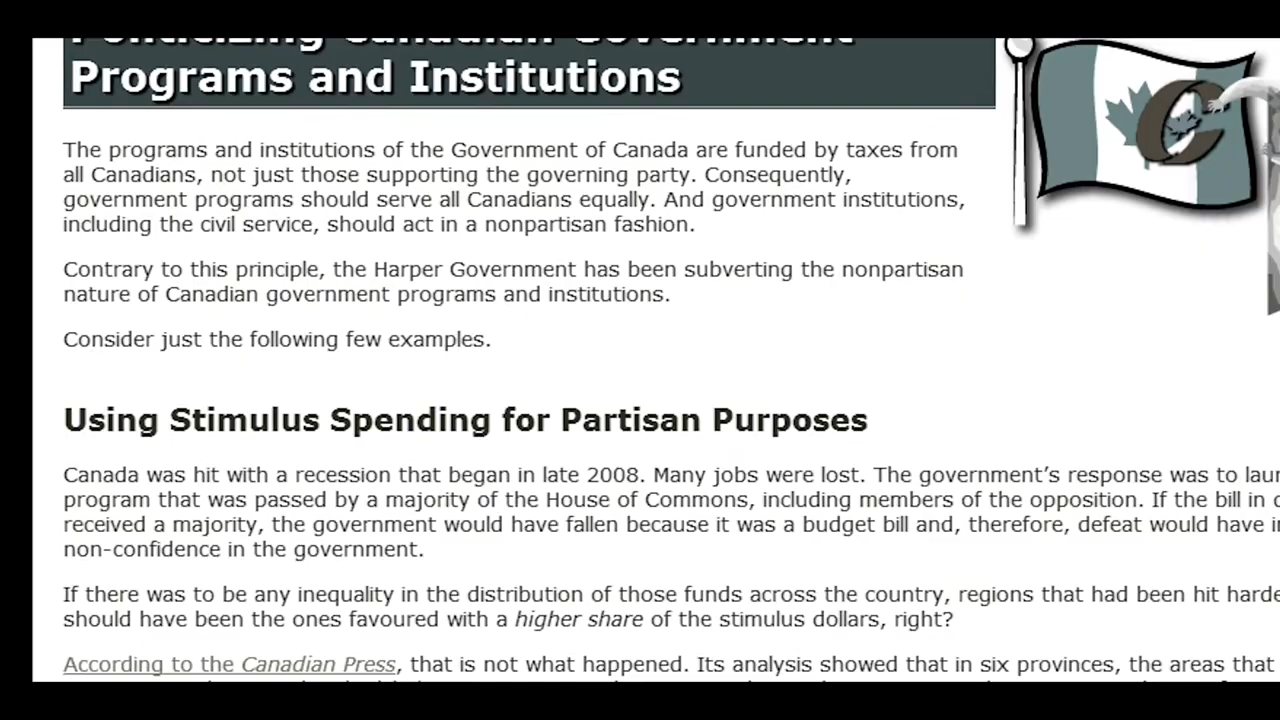 Politicizing Canadian Government
Programs and Institutions
The programs and institutions of the Government of Canada are funded by taxes from
all Canadians, not just those supporting the governing party. Consequently,
government programs should serve all Canadians equally. And government institutions,
including the civil service, should act in a nonpartisan fashion.
Contrary to this principle, the Harper Government has been subverting the nonpartisan
nature of Canadian government programs and institutions.
Consider just the following few examples.
Using Stimulus Spending for Partisan Purposes
Canada was hit with a recession that began in late 2008. Many jobs were lost. The government’s response was to
program that was passed by a majority of the House of Commons, including members of the opposition. If the bill in
received a majority, the government would have fallen because it was a budget bill and, therefore, defeat would have
non-confidence in the government.
If there was to be any inequality in the distribution of those funds across the country, regions that had been hit
should have been the ones favoured with a higher share of the stimulus dollars, right?
According to the Canadian Press, that is not what happened. Its analysis showed that in six provinces, the areas that